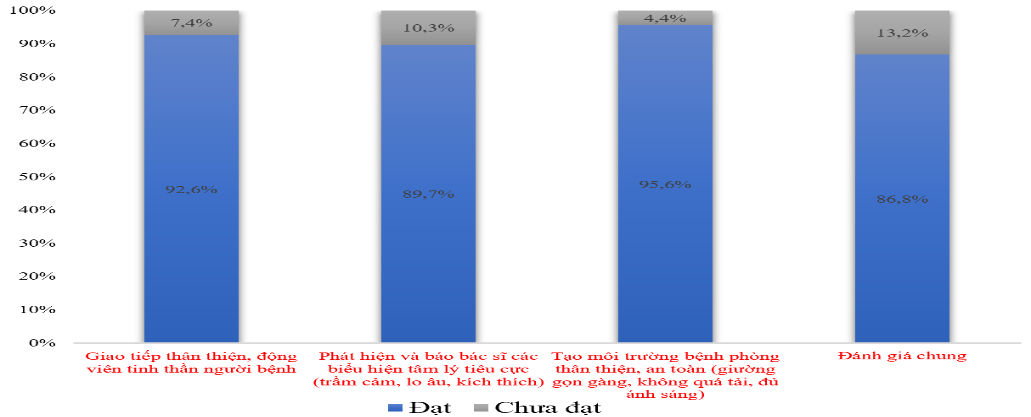 100%
90%
80%
70%
60%
50%
40%
30%
20%
10%
0%
7,4%
10,3%
4,4%
13,2%
92,6%
89,7%
95,6%
86,8%
Giao tiếp thân thiện, động
viên tinh thần người bệnh
Phát hiện và báo bác sĩ các
biểu hiện tâm lý tiêu cực
(trầm cảm, lo âu, kích thích)
Tạo môi trường bệnh phòng
thân thiện, an toàn (giường
gọn gàng, không quá tải, đủ
ánh sáng)
Đánh giá chung
Đạt
Chưa đạt